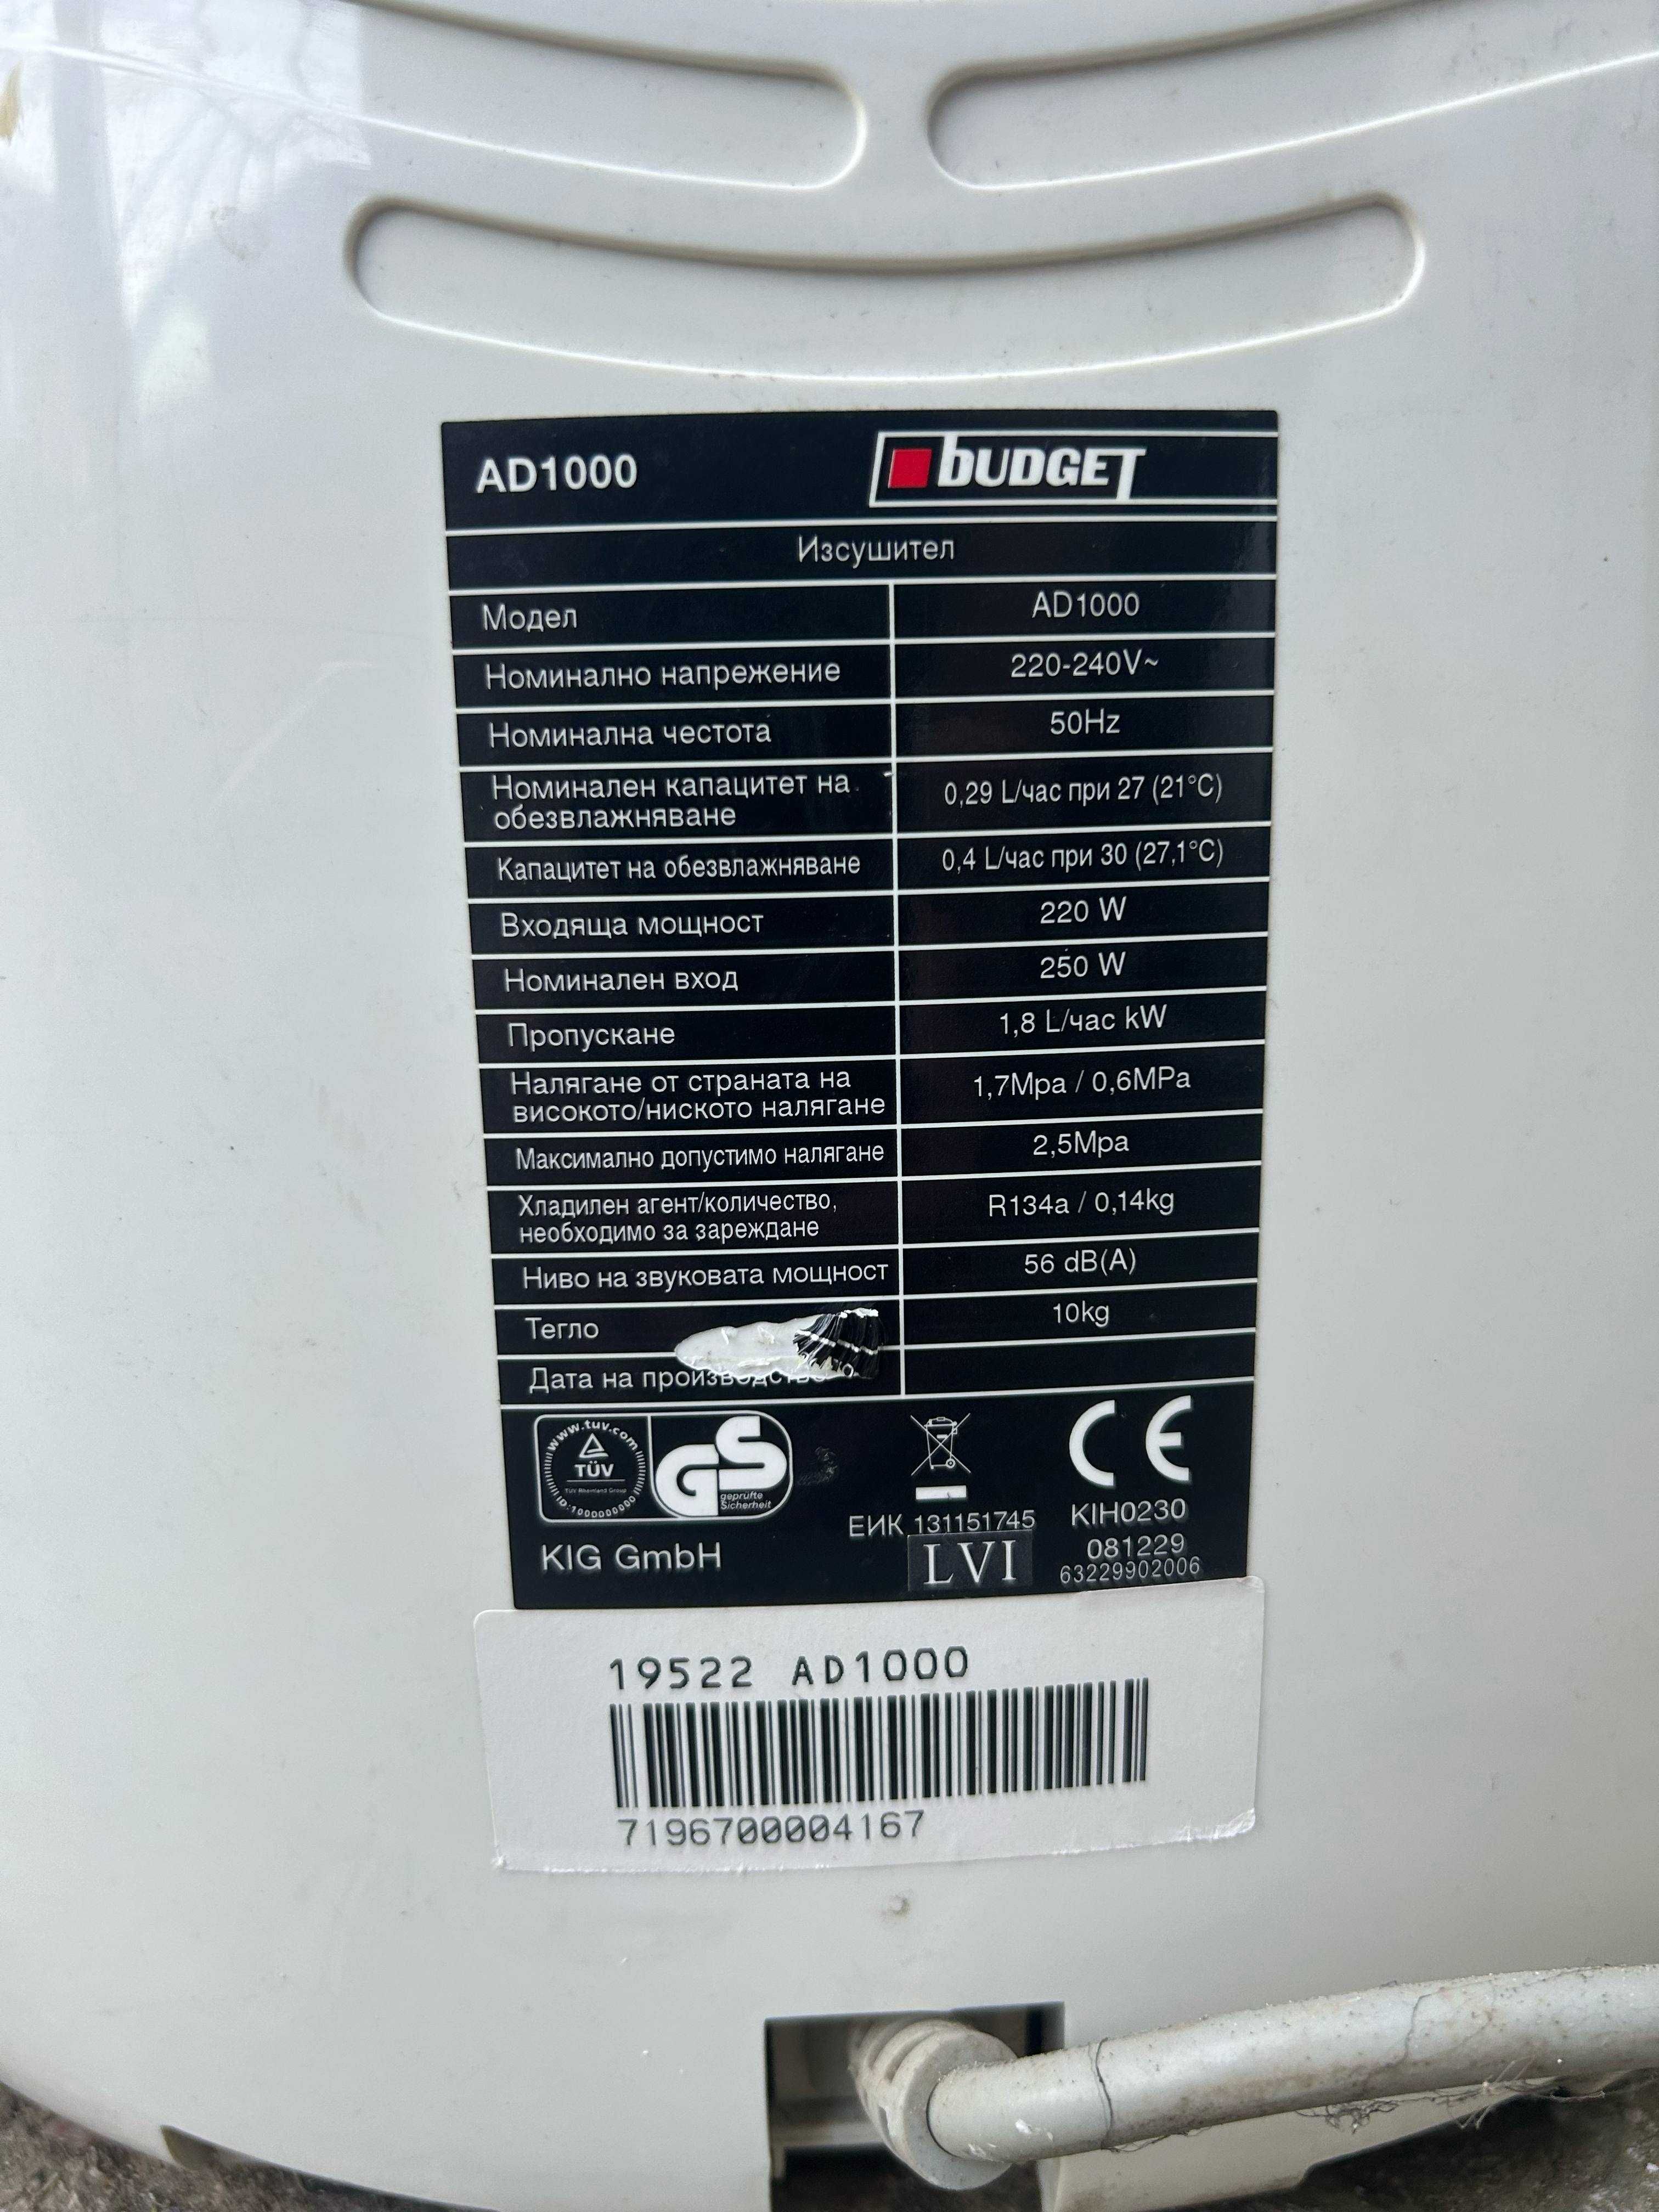 AD1000 BUDGET
Изсушител
Модел AD1000
Номинално напрежение 220-240V~
Номинална честота 50Hz
Номинален капацитет на
обезвлажняване 0,29 L/час при 27 (21°C)
Капацитет на обезвлажняване 0,4 L/час при 30 (27,1°C)
Входяща мощност 220 W
Номинален вход 250 W
Пропускане 1,8 L/час kW
Налягане от страната на
високото/ниското налягане 1,7Mpa / 0,6MPa
Максимално допустимо налягане 2,5Mpa
Хладилен агент/количество,
необходимо за зареждане R134a / 0,14kg
Ниво на звуковата мощност 56 dB(A)
Тегло 10kg
Дата на производство
www.tuv.com
TÜV
TÜV Rheinland Group
ID:1000000000
GS
geprüfte
Sicherheit
CE
ЕИК 131151745 KIH0230
KIG GmbH LVI 081229
63229902006
19522 AD1000
7196700004167